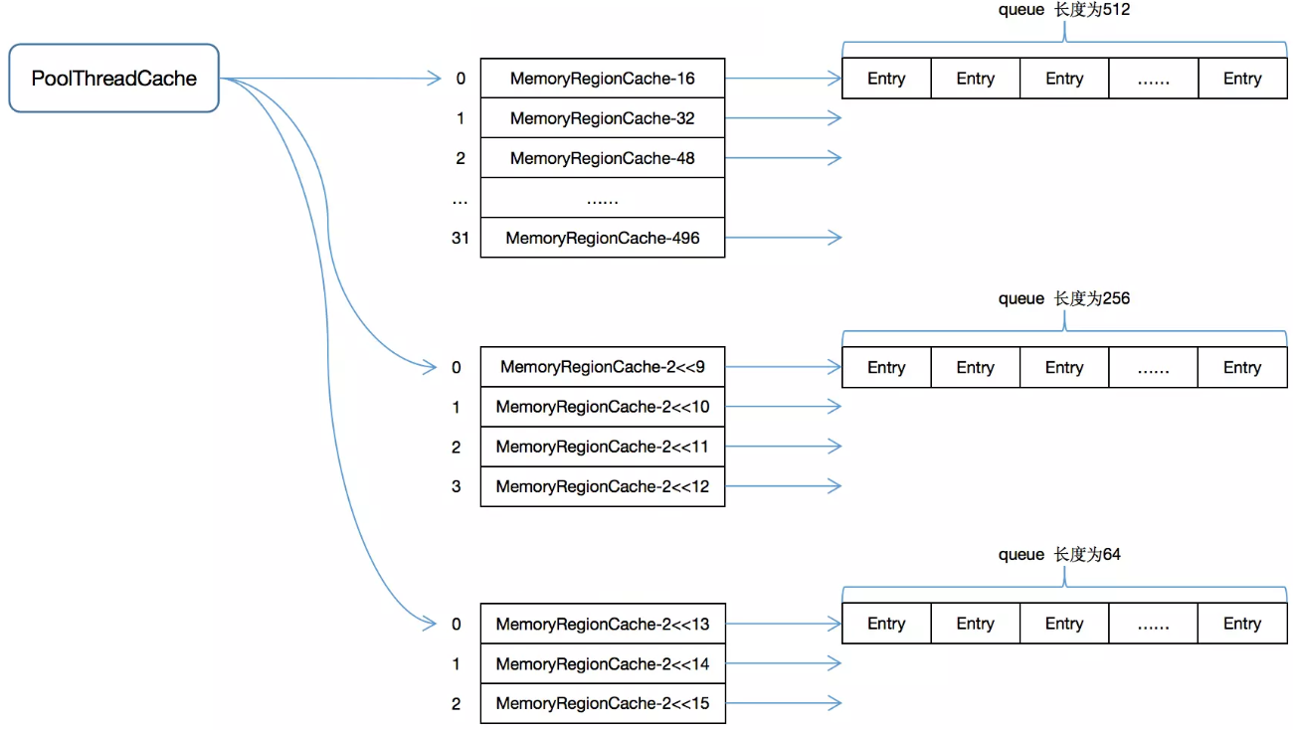 queue 长度为512
PoolThreadCache
0 MemoryRegionCache-16 Entry Entry Entry ...... Entry
1 MemoryRegionCache-32
2 MemoryRegionCache-48
... ......
31 MemoryRegionCache-496
queue 长度为256
0 MemoryRegionCache-2<<9 Entry Entry Entry ...... Entry
1 MemoryRegionCache-2<<10
2 MemoryRegionCache-2<<11
3 MemoryRegionCache-2<<12
queue 长度为64
0 MemoryRegionCache-2<<13 Entry Entry Entry ...... Entry
1 MemoryRegionCache-2<<14
2 MemoryRegionCache-2<<15